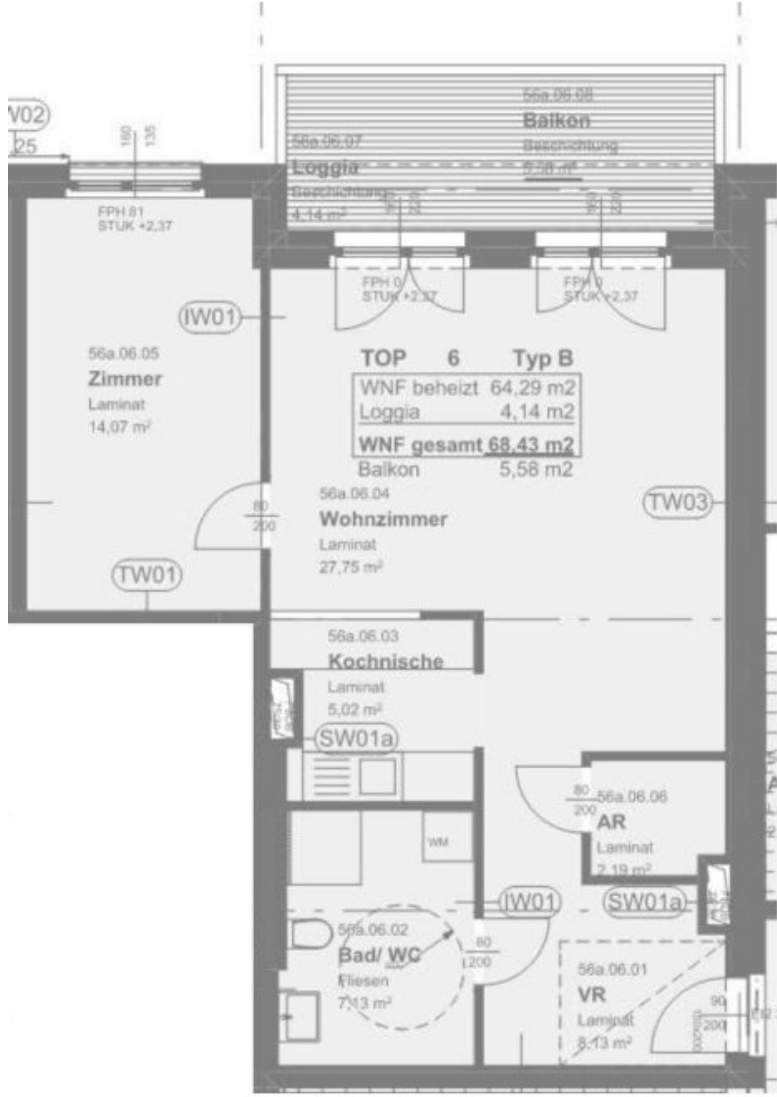 56a.06.08
Balkon
Beschichtung
5,58 m²
56a.06.07
Loggia
Beschichtung
4,14 m²
W02
25
160
135
FPH 81
STUK +2,37
160
220
160
220
FPH 0
STUK +2,37
FPH 0
STUK +2,37
IW01
56a.06.05
Zimmer
Laminat
14,07 m²
TOP 6 Typ B
WNF beheizt 64,29 m2
Loggia 4,14 m2
WNF gesamt 68,43 m2
Balkon 5,58 m2
56a.06.04
Wohnzimmer
Laminat
27,75 m²
80
200
TW03
TW01
56a.06.03
Kochnische
Laminat
5,02 m²
SW01a
80
200
56a.06.06
AR
Laminat
2,19 m²
WM
IW01
SW01a
56a.06.02
Bad/ WC
Fliesen
7,13 m²
80
200
56a.06.01
VR
Laminat
8,13 m²
90
200